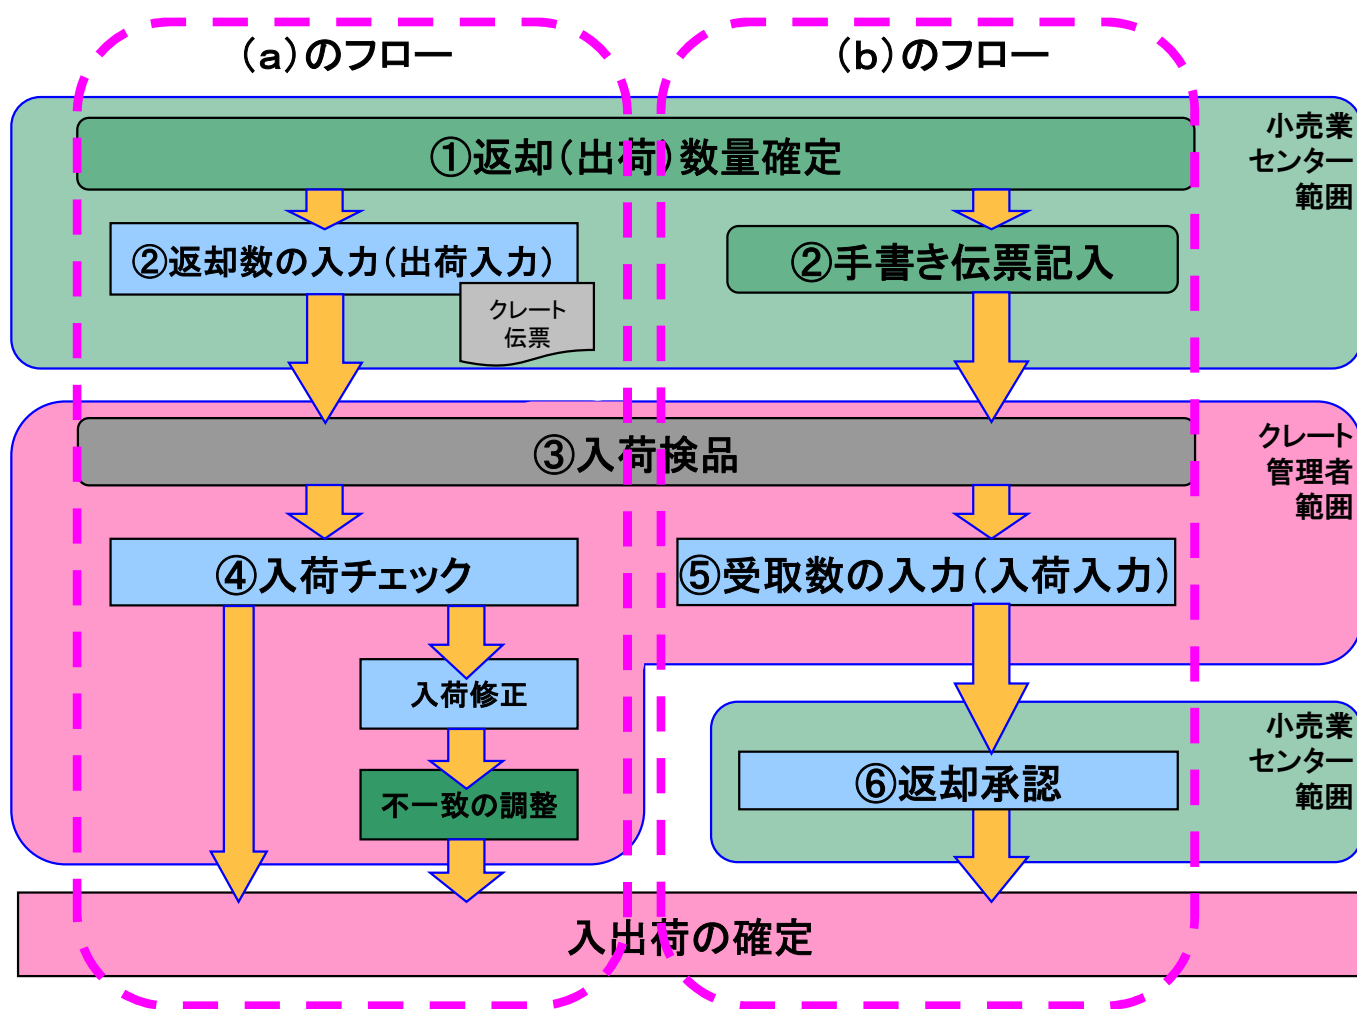 (a)のフロー
(b)のフロー
小売業
センター
範囲
①返却(出荷)数量確定
②返却数の入力(出荷入力)
②手書き伝票記入
クレート
伝票
クレート
管理者
範囲
③入荷検品
④入荷チェック
⑤受取数の入力(入荷入力)
入荷修正
不一致の調整
小売業
センター
範囲
⑥返却承認
入出荷の確定